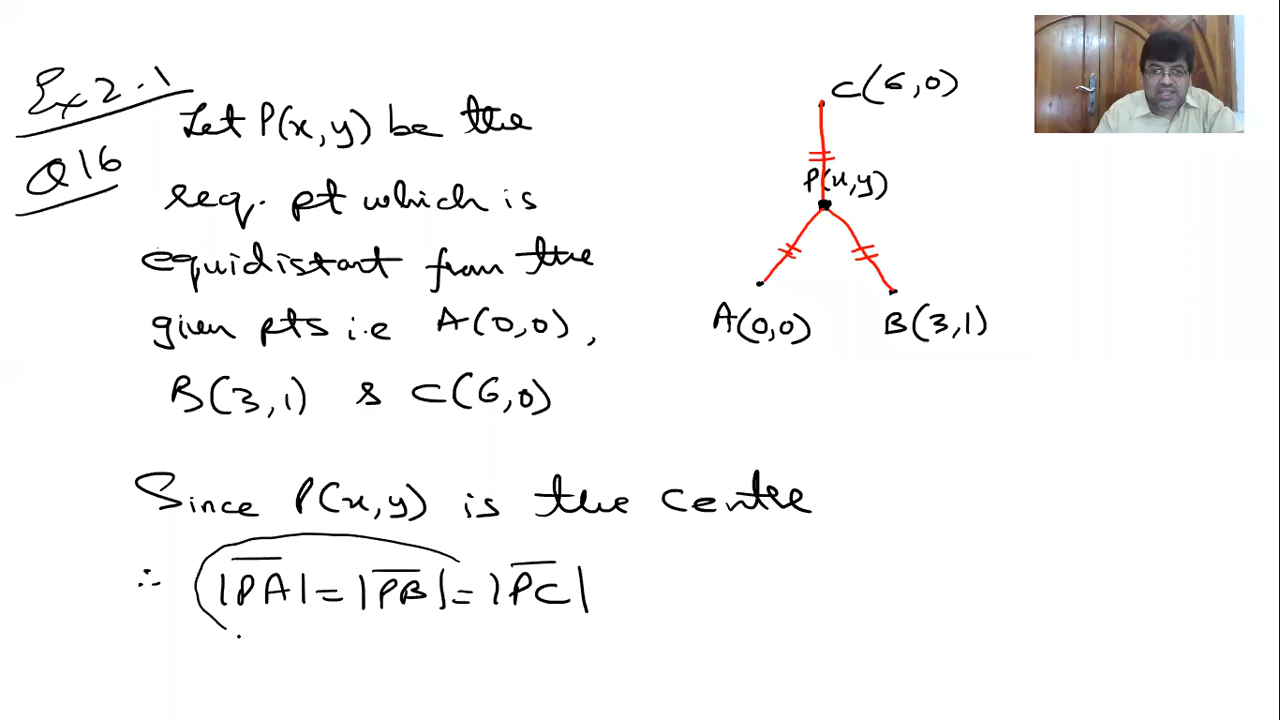 Ex 2.1
Q16
Let P(x,y) be the
req. pt which is
equidistant from the
given pts i.e A(0,0),
B(3,1) & C(6,0)
C(6,0)
P(x,y)
A(0,0)
B(3,1)
Since P(x,y) is the centre
∴ |PA| = |PB| = |PC|